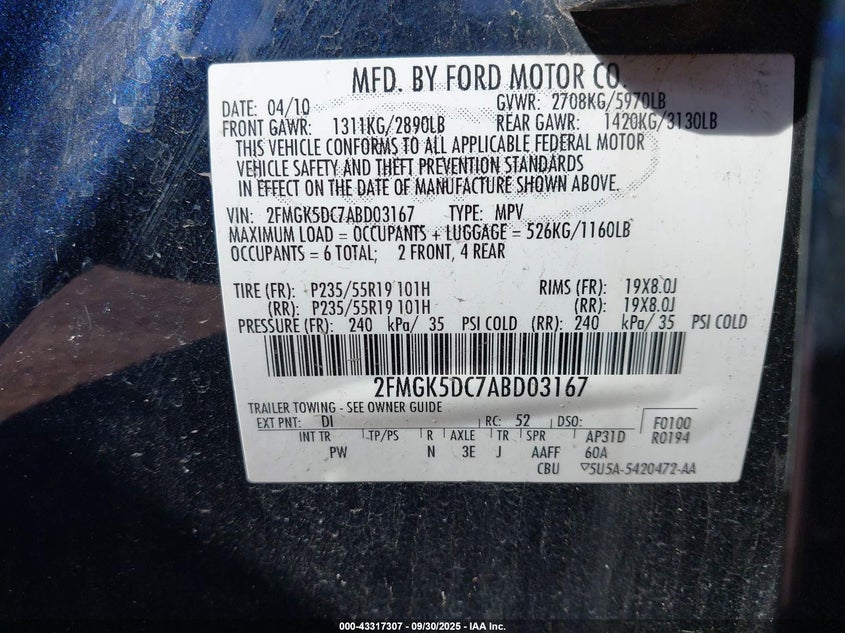 MFD. BY FORD MOTOR CO.
DATE: 04/10 GVWR: 2708KG/5970LB
FRONT GAWR: 1311KG/2890LB REAR GAWR: 1420KG/3130LB
THIS VEHICLE CONFORMS TO ALL APPLICABLE FEDERAL MOTOR
VEHICLE SAFETY AND THEFT PREVENTION STANDARDS
IN EFFECT ON THE DATE OF MANUFACTURE SHOWN ABOVE.
VIN: 2FMGK5DC7ABD03167 TYPE: MPV
MAXIMUM LOAD = OCCUPANTS + LUGGAGE = 526KG/1160LB
OCCUPANTS = 6 TOTAL; 2 FRONT, 4 REAR
TIRE (FR): P235/55R19 101H RIMS (FR): 19X8.0J
(RR): P235/55R19 101H (RR): 19X8.0J
PRESSURE (FR): 240 kPa/ 35 PSI COLD (RR): 240 kPa/ 35 PSI COLD
2FMGK5DC7ABD03167
TRAILER TOWING - SEE OWNER GUIDE
EXT PNT: DI RC: 52 DSO: F0100
INT TR TP/PS R AXLE TR SPR AP31D R0194
PW N 3E J AAFF 60A
CBU ▽5U5A-5420472-AA
000-43317307 - 09/30/2025 - IAA Inc.